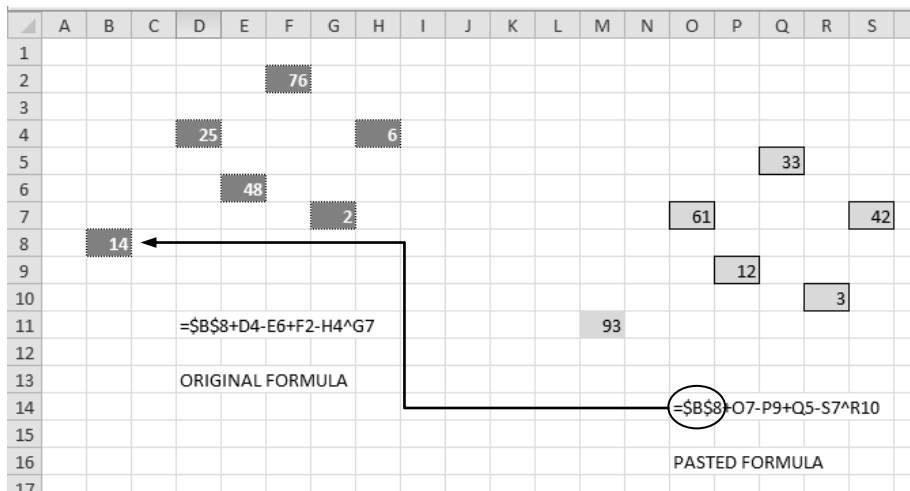 A B C D E F G H I J K L M N O P Q R S
1
2 76
3
4 25 6
5 33
6 48
7 2 61 42
8 14
9 12
10 3
11 =$B$8+D4-E6+F2-H4^G7 93
12
13 ORIGINAL FORMULA
14 =$B$8+O7-P9+Q5-S7^R10
15
16 PASTED FORMULA
17